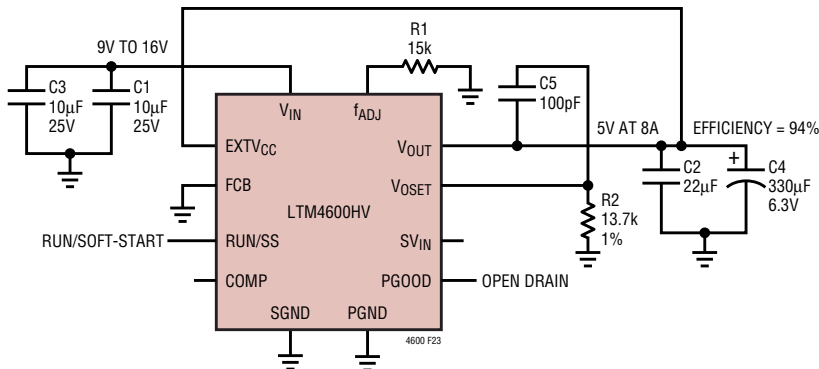 9V TO 16V
R1
15k
C3
10µF
25V
C1
10µF
25V
C5
100pF
VIN
fADJ
5V AT 8A
EFFICIENCY = 94%
EXTVCC
VOUT
C2
22µF
+
C4
330µF
6.3V
FCB
VOSET
LTM4600HV
R2
13.7k
1%
RUN/SOFT-START
RUN/SS
SVIN
COMP
PGOOD
OPEN DRAIN
SGND
PGND
4600 F23